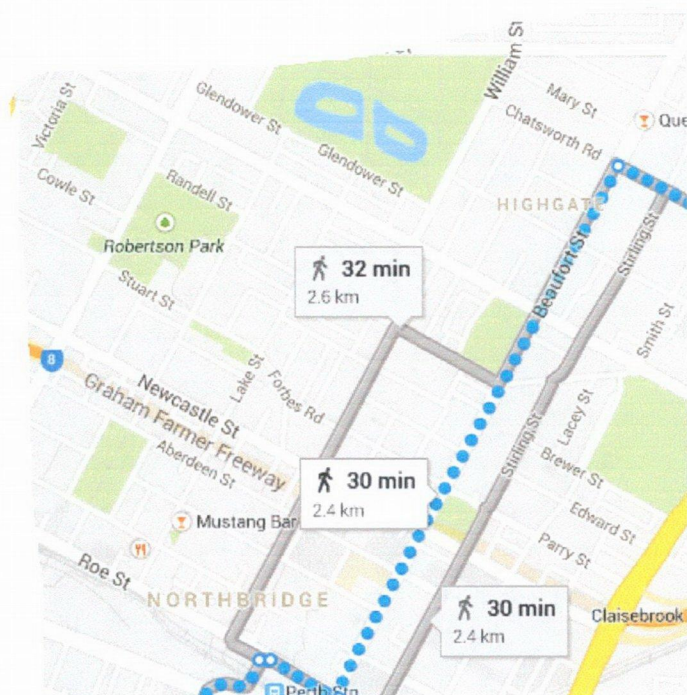 William St
Mary St
Glendower St
Chatsworth Rd
Que
Victoria St
Glendower St
Cowle St
Randell St
HIGHGATE
Robertson Park
Stirling St
32 min
2.6 km
Beaufort St
Stuart St
Smith St
8
Lake St
Forbes Rd
Newcastle St
Graham Farmer Freeway
Lacey St
Stirling St
Aberdeen St
Brewer St
30 min
2.4 km
Mustang Bar
Edward St
Parry St
Roe St
NORTHBRIDGE
30 min
2.4 km
Claisebrook
Perth Stn